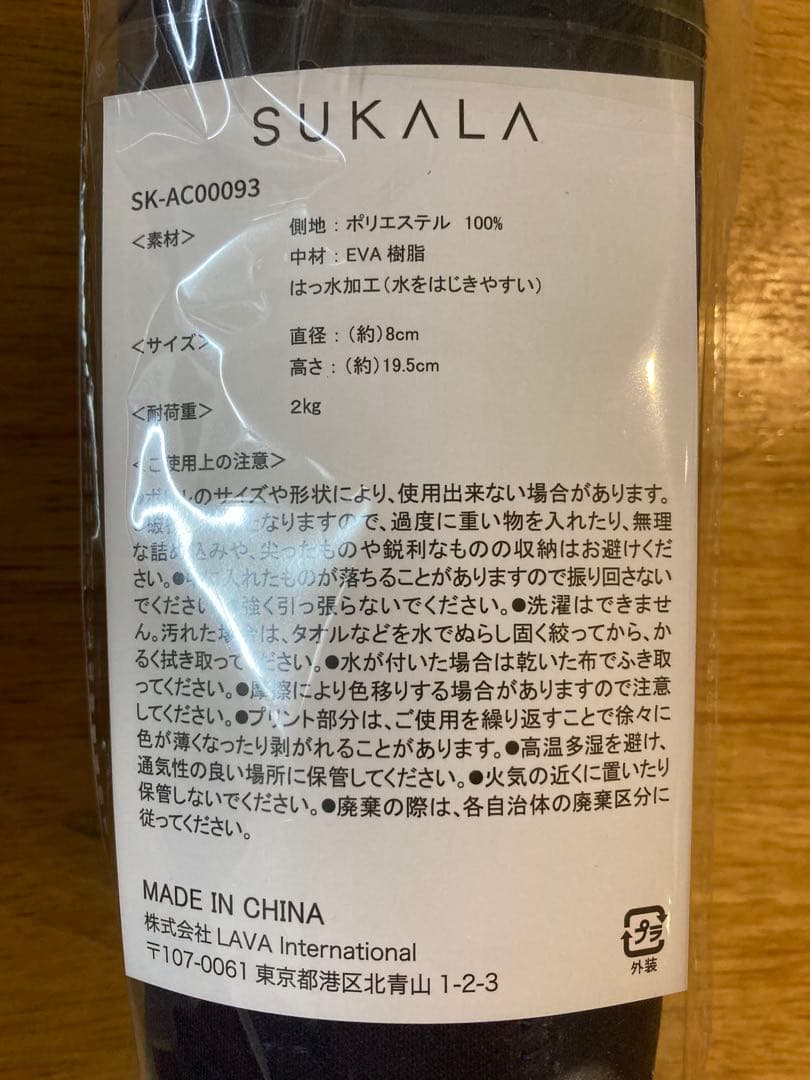 SUKALA
SK-AC00093
<素材> 側地：ポリエステル 100%
中材：EVA 樹脂
はっ水加工（水をはじきやすい）
<サイズ> 直径：（約）8cm
高さ：（約）19.5cm
<耐荷重> 2kg
<ご使用上の注意>
のサイズや形状により、使用出来ない場合があります。
なりますので、過度に重い物を入れたり、無理
な詰め込みや、尖ったものや鋭利なものの収納はお避けくだ
さい。●中に入れたものが落ちることがありますので振り回さない
でください 強く引っ張らないでください。●洗濯はできませ
ん。汚れた場合は、タオルなどを水でぬらし固く絞ってから、か
るく拭き取ってください。●水が付いた場合は乾いた布でふき取
ってください。●摩擦により色移りする場合がありますので注意
してください。●プリント部分は、ご使用を繰り返すことで徐々に
色が薄くなったり剥がれることがあります。●高温多湿を避け、
通気性の良い場所に保管してください。●火気の近くに置いたり
保管しないでください。●廃棄の際は、各自治体の廃棄区分に
従ってください。
MADE IN CHINA
株式会社 LAVA International
〒107-0061 東京都港区北青山 1-2-3
プラ
外装